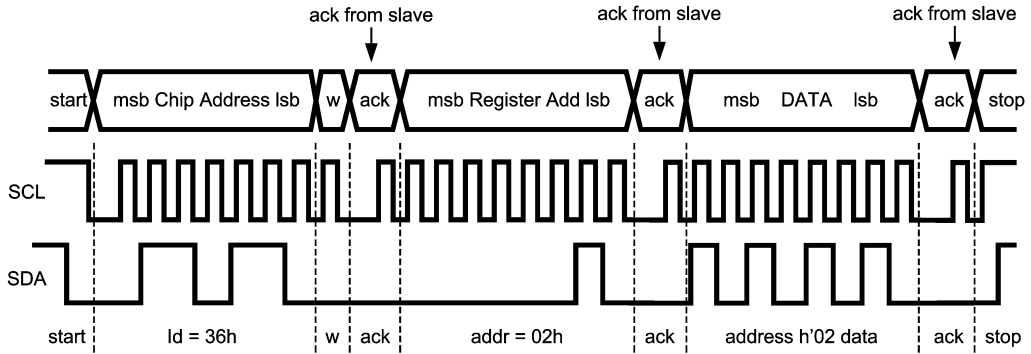 ack from slave ack from slave ack from slave
start msb Chip Address lsb w ack msb Register Add lsb ack msb DATA lsb ack stop
SCL
SDA
start Id = 36h w ack addr = 02h ack address h'02 data ack stop